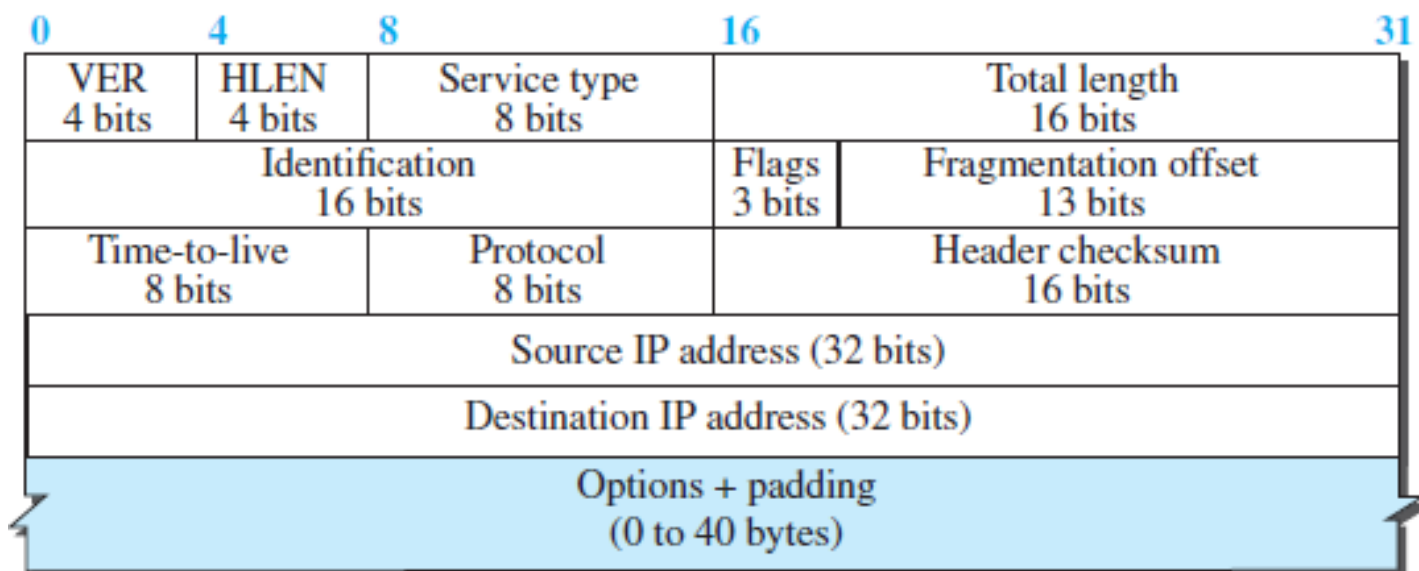 0 4 8 16 31
VER HLEN Service type Total length
4 bits 4 bits 8 bits 16 bits
Identification Flags Fragmentation offset
16 bits 3 bits 13 bits
Time-to-live Protocol Header checksum
8 bits 8 bits 16 bits
Source IP address (32 bits)
Destination IP address (32 bits)
Options + padding
(0 to 40 bytes)